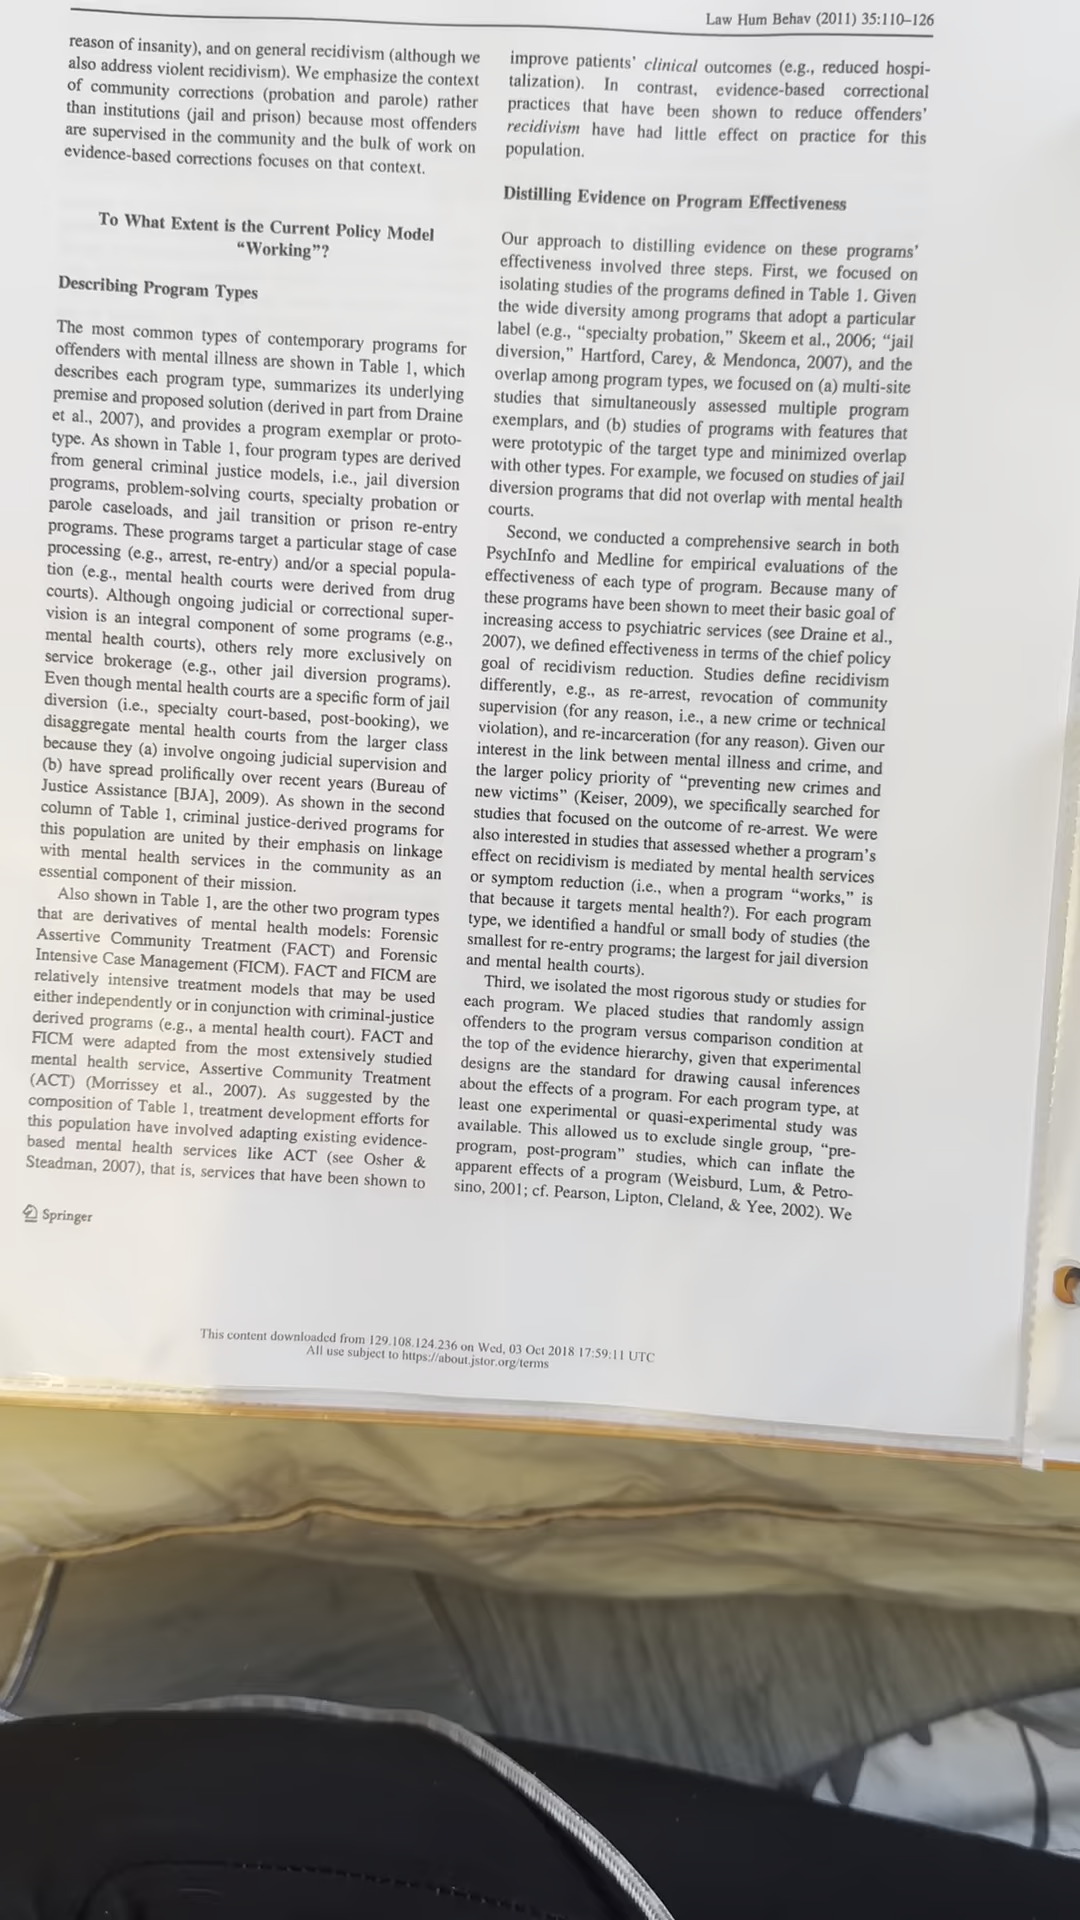 Law Hum Behav (2011) 35:110–126
reason of insanity), and on general recidivism (although we
also address violent recidivism). We emphasize the context
of community corrections (probation and parole) rather
than institutions (jail and prison) because most offenders
are supervised in the community and the bulk of work on
evidence-based corrections focuses on that context.
To What Extent is the Current Policy Model
“Working”?
Describing Program Types
The most common types of contemporary programs for
offenders with mental illness are shown in Table 1, which
describes each program type, summarizes its underlying
premise and proposed solution (derived in part from Draine
et al., 2007), and provides a program exemplar or proto-
type. As shown in Table 1, four program types are derived
from general criminal justice models, i.e., jail diversion
programs, problem-solving courts, specialty probation or
parole caseloads, and jail transition or prison re-entry
programs. These programs target a particular stage of case
processing (e.g., arrest, re-entry) and/or a special popula-
tion (e.g., mental health courts were derived from drug
courts). Although ongoing judicial or correctional super-
vision is an integral component of some programs (e.g.,
mental health courts), others rely more exclusively on
service brokerage (e.g., other jail diversion programs).
Even though mental health courts are a specific form of jail
diversion (i.e., specialty court-based, post-booking), we
disaggregate mental health courts from the larger class
because they (a) involve ongoing judicial supervision and
(b) have spread prolifically over recent years (Bureau of
Justice Assistance [BJA], 2009). As shown in the second
column of Table 1, criminal justice-derived programs for
this population are united by their emphasis on linkage
with mental health services in the community as an
essential component of their mission.
Also shown in Table 1, are the other two program types
that are derivatives of mental health models: Forensic
Assertive Community Treatment (FACT) and Forensic
Intensive Case Management (FICM). FACT and FICM are
relatively intensive treatment models that may be used
either independently or in conjunction with criminal-justice
derived programs (e.g., a mental health court). FACT and
FICM were adapted from the most extensively studied
mental health service, Assertive Community Treatment
(ACT) (Morrissey et al., 2007). As suggested by the
composition of Table 1, treatment development efforts for
this population have involved adapting existing evidence-
based mental health services like ACT (see Osher &
Steadman, 2007), that is, services that have been shown to
improve patients’ clinical outcomes (e.g., reduced hospi-
talization). In contrast, evidence-based correctional
practices that have been shown to reduce offenders’
recidivism have had little effect on practice for this
population.
Distilling Evidence on Program Effectiveness
Our approach to distilling evidence on these programs’
effectiveness involved three steps. First, we focused on
isolating studies of the programs defined in Table 1. Given
the wide diversity among programs that adopt a particular
label (e.g., “specialty probation,” Skeem et al., 2006; “jail
diversion,” Hartford, Carey, & Mendonca, 2007), and the
overlap among program types, we focused on (a) multi-site
studies that simultaneously assessed multiple program
exemplars, and (b) studies of programs with features that
were prototypic of the target type and minimized overlap
with other types. For example, we focused on studies of jail
diversion programs that did not overlap with mental health
courts.
Second, we conducted a comprehensive search in both
PsychInfo and Medline for empirical evaluations of the
effectiveness of each type of program. Because many of
these programs have been shown to meet their basic goal of
increasing access to psychiatric services (see Draine et al.,
2007), we defined effectiveness in terms of the chief policy
goal of recidivism reduction. Studies define recidivism
differently, e.g., as re-arrest, revocation of community
supervision (for any reason, i.e., a new crime or technical
violation), and re-incarceration (for any reason). Given our
interest in the link between mental illness and crime, and
the larger policy priority of “preventing new crimes and
new victims” (Keiser, 2009), we specifically searched for
studies that focused on the outcome of re-arrest. We were
also interested in studies that assessed whether a program’s
effect on recidivism is mediated by mental health services
or symptom reduction (i.e., when a program “works,” is
that because it targets mental health?). For each program
type, we identified a handful or small body of studies (the
smallest for re-entry programs; the largest for jail diversion
and mental health courts).
Third, we isolated the most rigorous study or studies for
each program. We placed studies that randomly assign
offenders to the program versus comparison condition at
the top of the evidence hierarchy, given that experimental
designs are the standard for drawing causal inferences
about the effects of a program. For each program type, at
least one experimental or quasi-experimental study was
available. This allowed us to exclude single group, “pre-
program, post-program” studies, which can inflate the
apparent effects of a program (Weisburd, Lum, & Petro-
sino, 2001; cf. Pearson, Lipton, Cleland, & Yee, 2002). We
Springer
This content downloaded from 129.108.124.236 on Wed, 03 Oct 2018 17:59:11 UTC
All use subject to https://about.jstor.org/terms